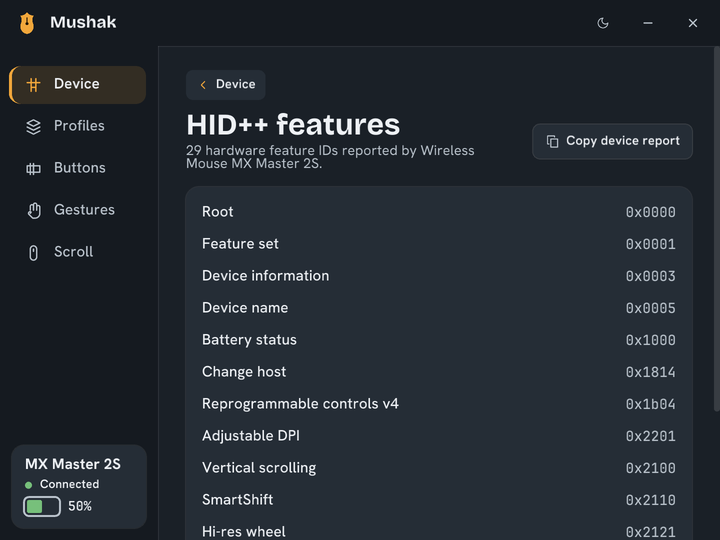 Mushak
Device
Profiles
Buttons
Gestures
Scroll
MX Master 2S
Connected
50%
Device
HID++ features
29 hardware feature IDs reported by Wireless
Mouse MX Master 2S.
Copy device report
Root 0x0000
Feature set 0x0001
Device information 0x0003
Device name 0x0005
Battery status 0x1000
Change host 0x1814
Reprogrammable controls v4 0x1b04
Adjustable DPI 0x2201
Vertical scrolling 0x2100
SmartShift 0x2110
Hi-res wheel 0x2121